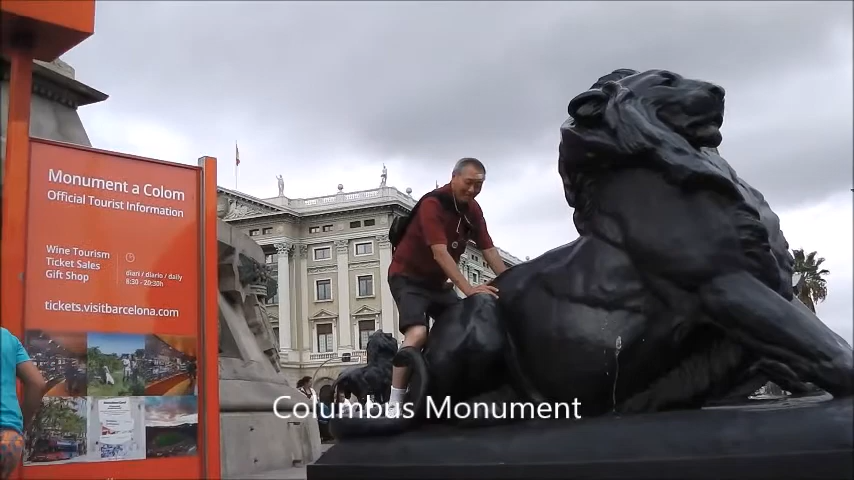 Monument a Colom
Official Tourist Information
Wine Tourism
Ticket Sales
Gift Shop
diari / diario / daily
8:30 - 20:30h
tickets.visitbarcelona.com
Columbus Monument